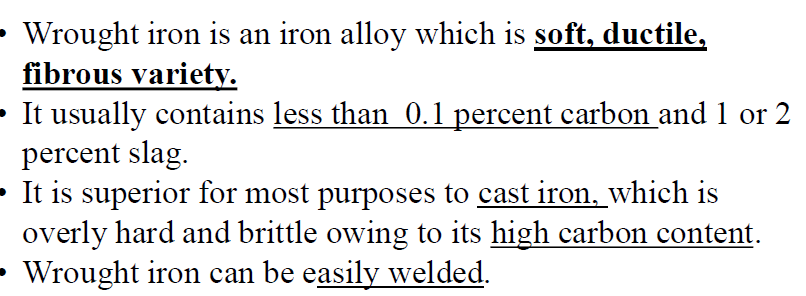 • Wrought iron is an iron alloy which is soft, ductile,
fibrous variety.
• It usually contains less than  0.1 percent carbon and 1 or 2
percent slag.
• It is superior for most purposes to cast iron, which is
overly hard and brittle owing to its high carbon content.
• Wrought iron can be easily welded.